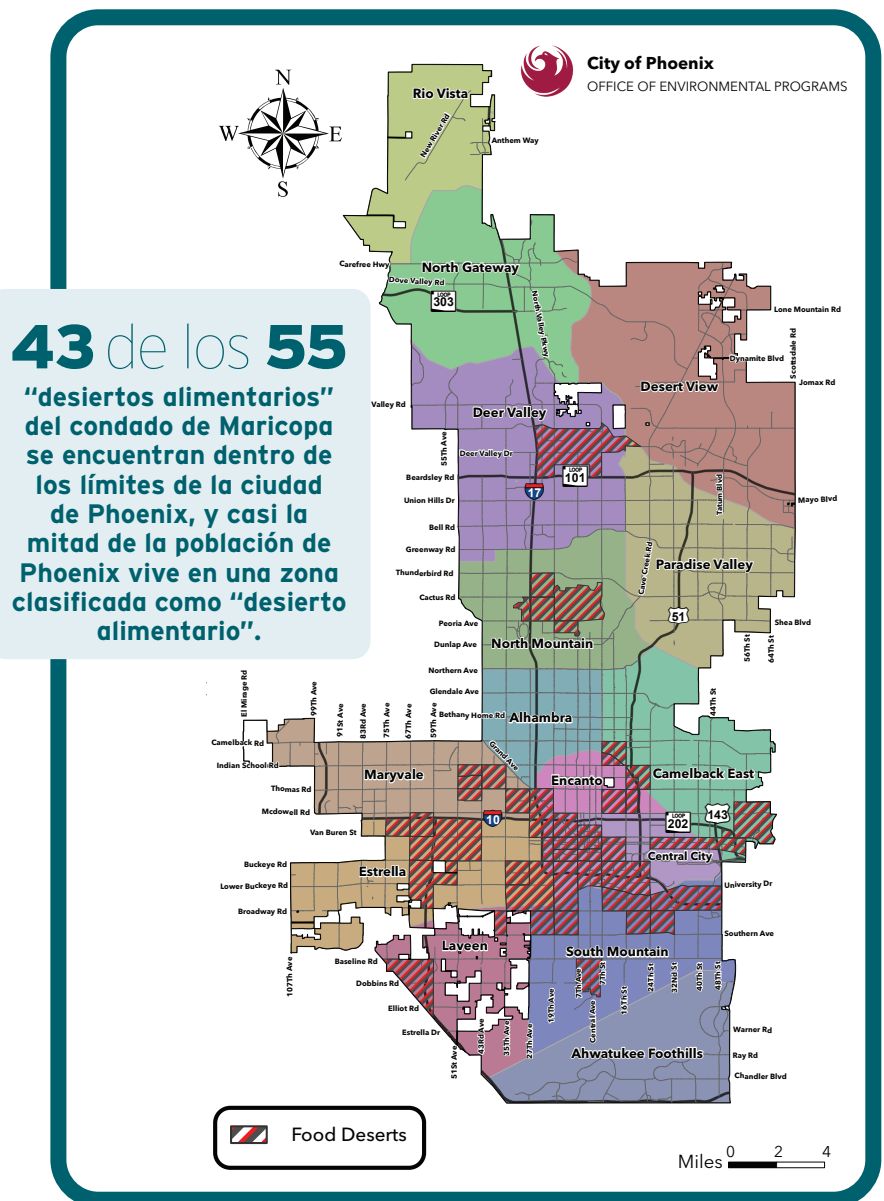 City of Phoenix
OFFICE OF ENVIRONMENTAL PROGRAMS
N
W
E
S
Rio Vista
New River Rd
Anthem Way
Carefree Hwy
North Gateway
Dove Valley Rd
LOOP
303
North Valley Pkwy
Lone Mountain Rd
Scottsdale Rd
Dynamite Blvd
Jomax Rd
Desert View
43 de los 55
“desiertos alimentarios”
del condado de Maricopa
se encuentran dentro de
los límites de la ciudad
de Phoenix, y casi la
mitad de la población de
Phoenix vive en una zona
clasificada como “desierto
alimentario”.
Valley Rd
Deer Valley
55Th Ave
Deer Valley Dr
Beardsley Rd
LOOP
101
17
Tatum Blvd
Union Hills Dr
Mayo Blvd
Bell Rd
Greenway Rd
Cave Creek Rd
Paradise Valley
Thunderbird Rd
Cactus Rd
51
Peoria Ave
Shea Blvd
Dunlap Ave
North Mountain
56Th St
64Th St
Northern Ave
El Mirage Rd
99Th Ave
91St Ave
83Rd Ave
75Th Ave
67Th Ave
59Th Ave
Glendale Ave
44Th St
Bethany Home Rd
Alhambra
Camelback Rd
Grand Ave
Indian School Rd
Maryvale
Encanto
Camelback East
Thomas Rd
Mcdowell Rd
10
LOOP
202
143
Van Buren St
Central City
Buckeye Rd
Estrella
Lower Buckeye Rd
University Dr
Broadway Rd
Southern Ave
Laveen
South Mountain
Baseline Rd
107Th Ave
Dobbins Rd
19Th Ave
7Th Ave
Central Ave
7Th St
16Th St
24Th St
32Nd St
40Th St
48Th St
Elliot Rd
Estrella Dr
51St Ave
43Rd Ave
35Th Ave
27Th Ave
Warner Rd
Ahwatukee Foothills
Ray Rd
Chandler Blvd
Food Deserts
Miles
0 2 4